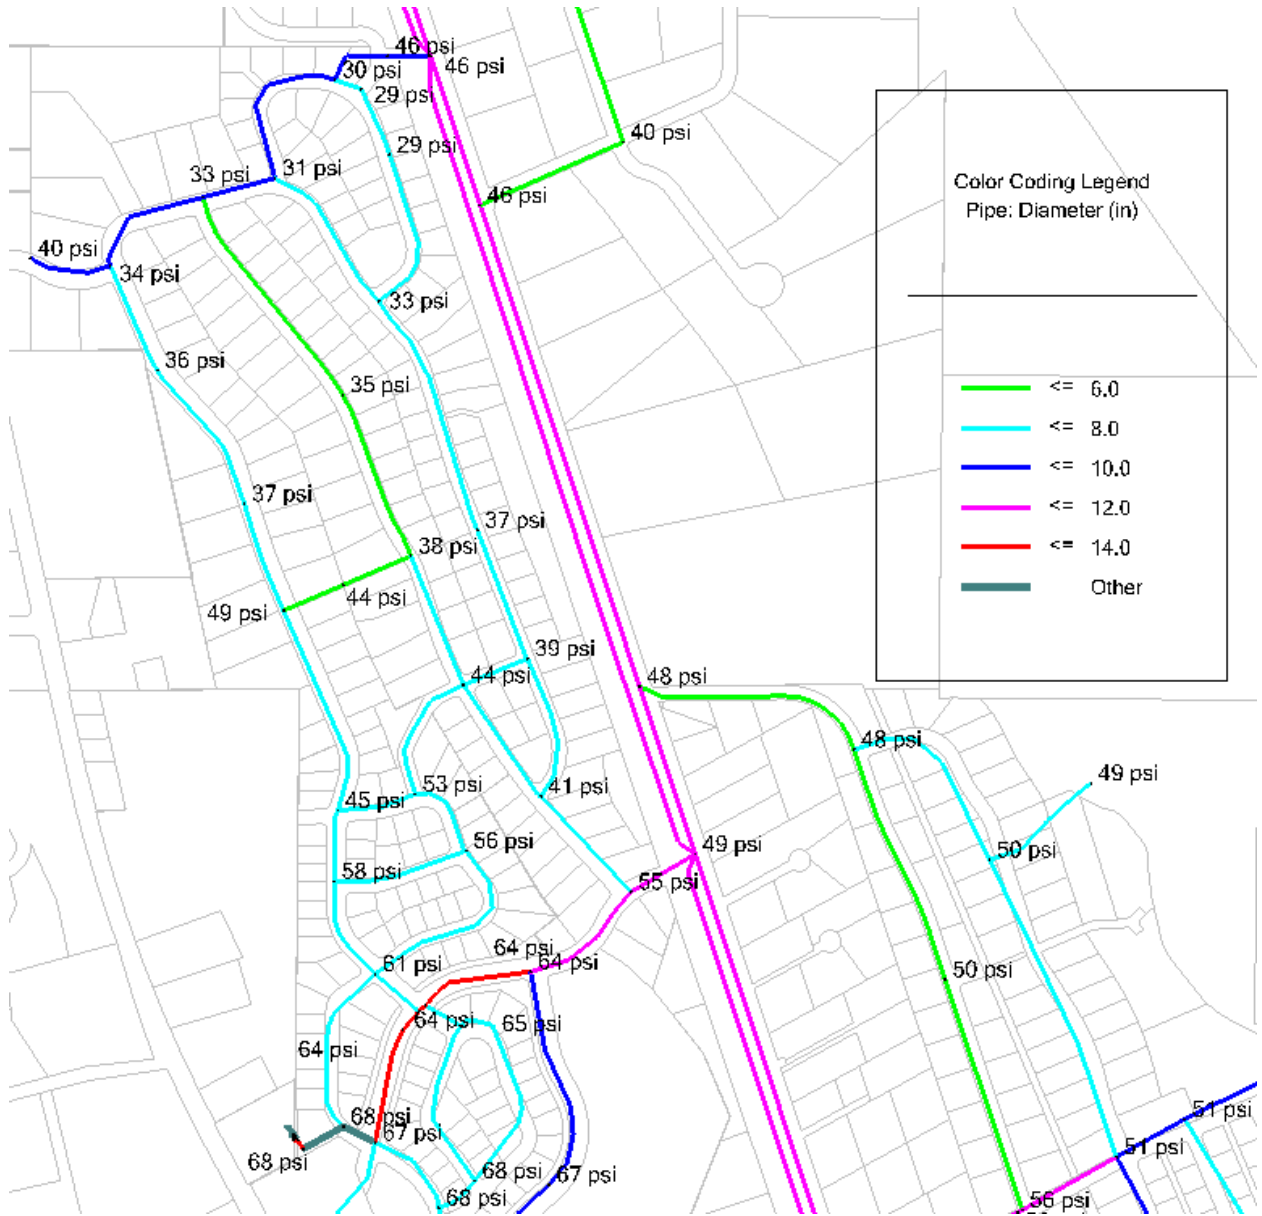 46 psi
30 psi
46 psi
29 psi
40 psi
29 psi
31 psi
33 psi
46 psi
Color Coding Legend
Pipe: Diameter (in)
40 psi
34 psi
33 psi
36 psi
35 psi
<= 6.0
<= 8.0
<= 10.0
<= 12.0
<= 14.0
Other
37 psi
37 psi
38 psi
44 psi
49 psi
39 psi
44 psi
48 psi
48 psi
49 psi
53 psi
41 psi
45 psi
56 psi
49 psi
50 psi
58 psi
55 psi
64 psi
64 psi
61 psi
50 psi
64 psi
65 psi
64 psi
68 psi
67 psi
51 psi
51 psi
68 psi
68 psi
67 psi
68 psi
56 psi